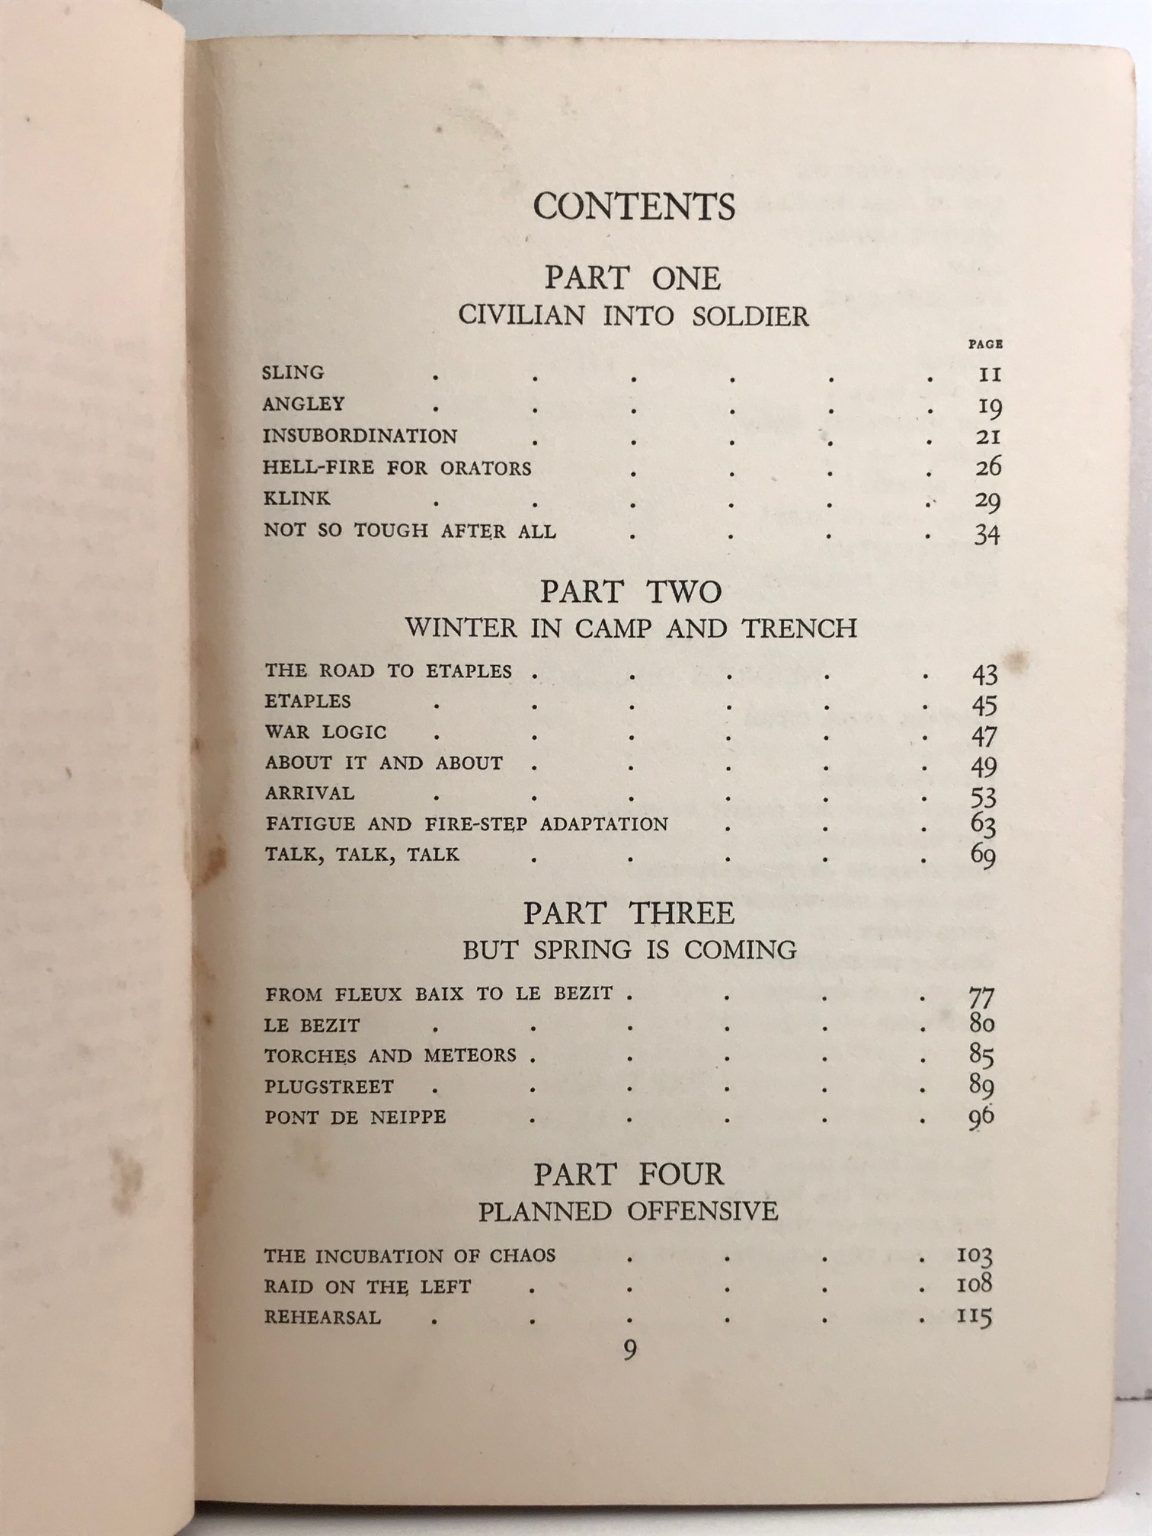 CONTENTS
PART ONE
CIVILIAN INTO SOLDIER
PAGE
SLING . . . . . . 11
ANGLEY . . . . . . 19
INSUBORDINATION . . . . . 21
HELL-FIRE FOR ORATORS . . . . 26
KLINK . . . . . . 29
NOT SO TOUGH AFTER ALL . . . . 34
PART TWO
WINTER IN CAMP AND TRENCH
THE ROAD TO ETAPLES . . . . . 43
ETAPLES . . . . . . 45
WAR LOGIC . . . . . . 47
ABOUT IT AND ABOUT . . . . . 49
ARRIVAL . . . . . . 53
FATIGUE AND FIRE-STEP ADAPTATION . . . 63
TALK, TALK, TALK . . . . . 69
PART THREE
BUT SPRING IS COMING
FROM FLEUX BAIX TO LE BEZIT . . . . 77
LE BEZIT . . . . . . 80
TORCHES AND METEORS . . . . . 85
PLUGSTREET . . . . . . 89
PONT DE NEIPPE . . . . . 96
PART FOUR
PLANNED OFFENSIVE
THE INCUBATION OF CHAOS . . . . 103
RAID ON THE LEFT . . . . . 108
REHEARSAL . . . . . . 115
9